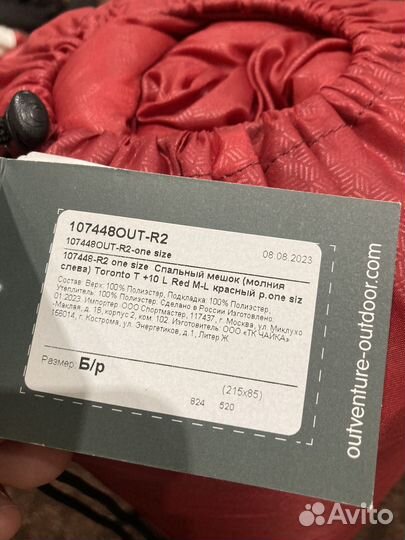 107448OUT-R2
107448OUT-R2-one size
08.08.2023
107448-R2 one size Спальный мешок (молния
слева) Toronto T +10 L Red M-L красный р.one siz
Состав: Верх: 100% Полиэстер, Подкладка: 100% Полиэстер,
Утеплитель: 100% Полиэстер. Сделано в России Изготовлено:
01.2023. Импортер: ООО Спортмастер, 117437, г. Москва, ул. Миклухо
-Маклая, д. 18, корпус 2, ком. 102. Изготовитель: ООО «ТК ЧАЙКА»
156014, г. Кострома, ул. Энергетиков, д.1, Литер Ж
Размер: Б/р
(215x85)
824 520
outventure-outdoor.com
Avito